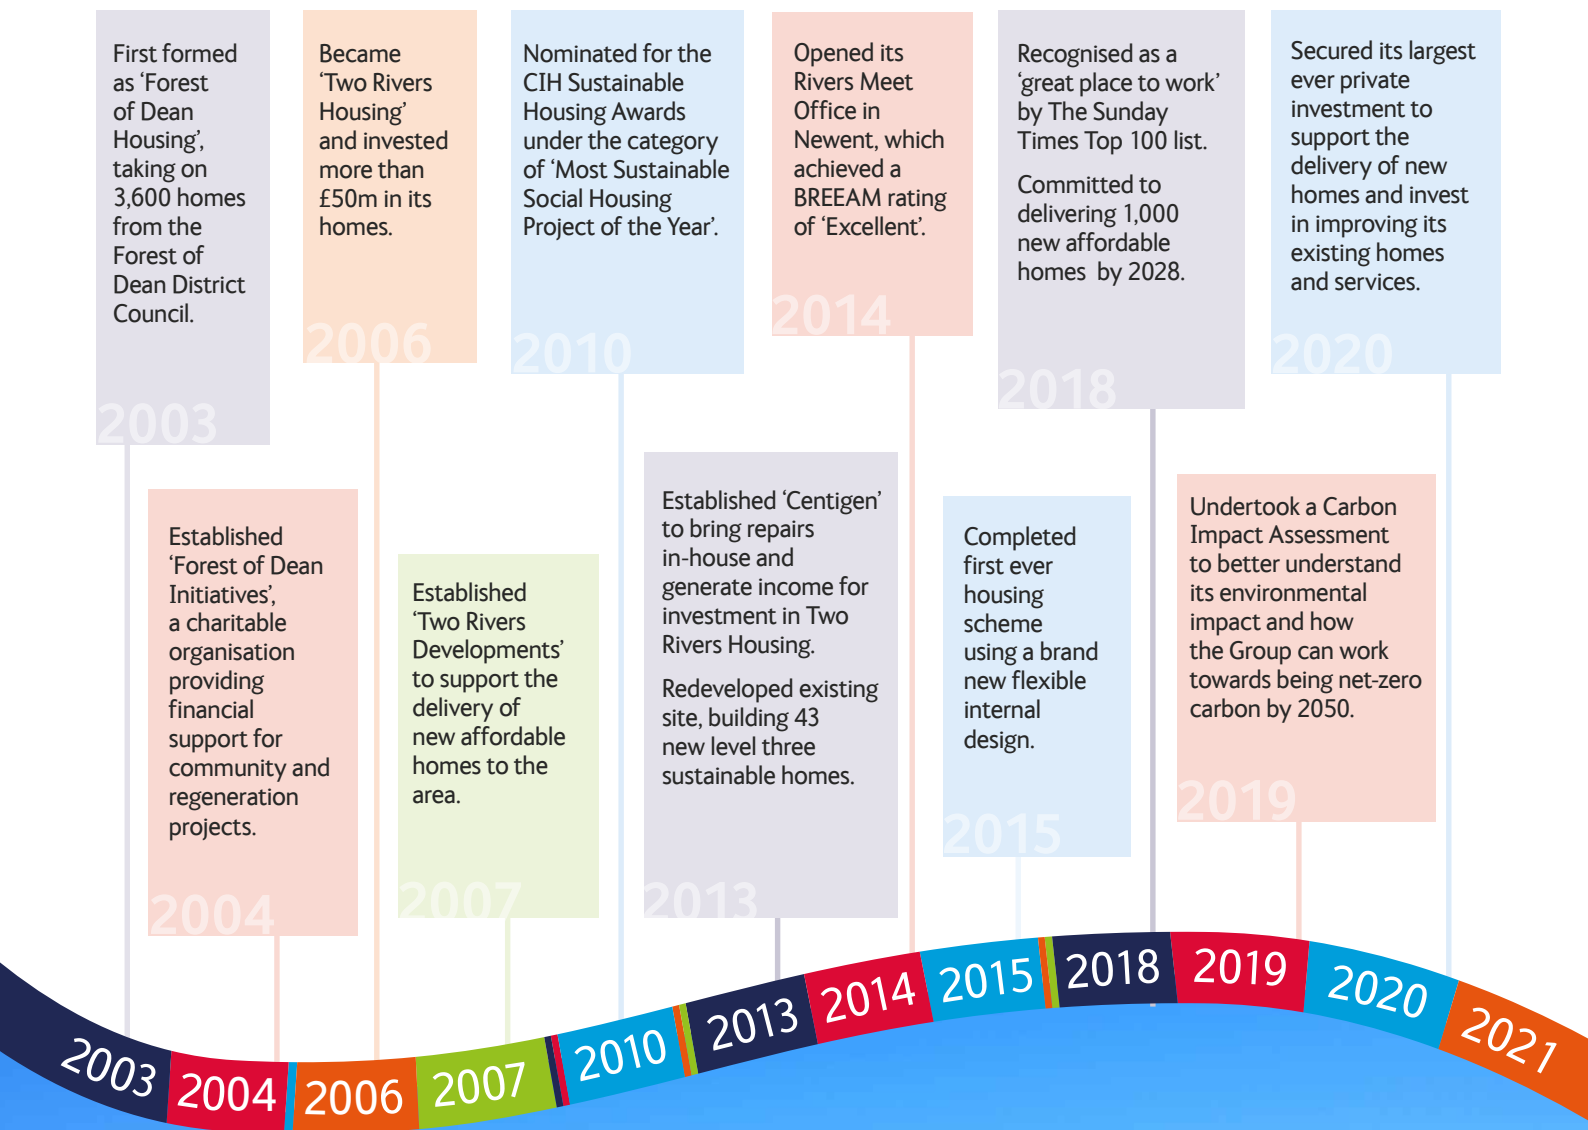 First formed
as ‘Forest
of Dean
Housing’,
taking on
3,600 homes
from the
Forest of
Dean District
Council.
2003
Established
‘Forest of Dean
Initiatives’,
a charitable
organisation
providing
financial
support for
community and
regeneration
projects.
2004
Became
‘Two Rivers
Housing’
and invested
more than
£50m in its
homes.
2006
Established
‘Two Rivers
Developments’
to support the
delivery of
new affordable
homes to the
area.
2007
Nominated for the
CIH Sustainable
Housing Awards
under the category
of ‘Most Sustainable
Social Housing
Project of the Year’.
2010
Established ‘Centigen’
to bring repairs
in-house and
generate income for
investment in Two
Rivers Housing.
Redeveloped existing
site, building 43
new level three
sustainable homes.
2013
Opened its
Rivers Meet
Office in
Newent, which
achieved a
BREEAM rating
of ‘Excellent’.
2014
Completed
first ever
housing
scheme
using a brand
new flexible
internal
design.
2015
Recognised as a
‘great place to work’
by The Sunday
Times Top 100 list.
Committed to
delivering 1,000
new affordable
homes by 2028.
2018
Undertook a Carbon
Impact Assessment
to better understand
its environmental
impact and how
the Group can work
towards being net-zero
carbon by 2050.
2019
Secured its largest
ever private
investment to
support the
delivery of new
homes and invest
in improving its
existing homes
and services.
2020
2003
2004
2006
2007
2010
2013
2014
2015
2018
2019
2020
2021